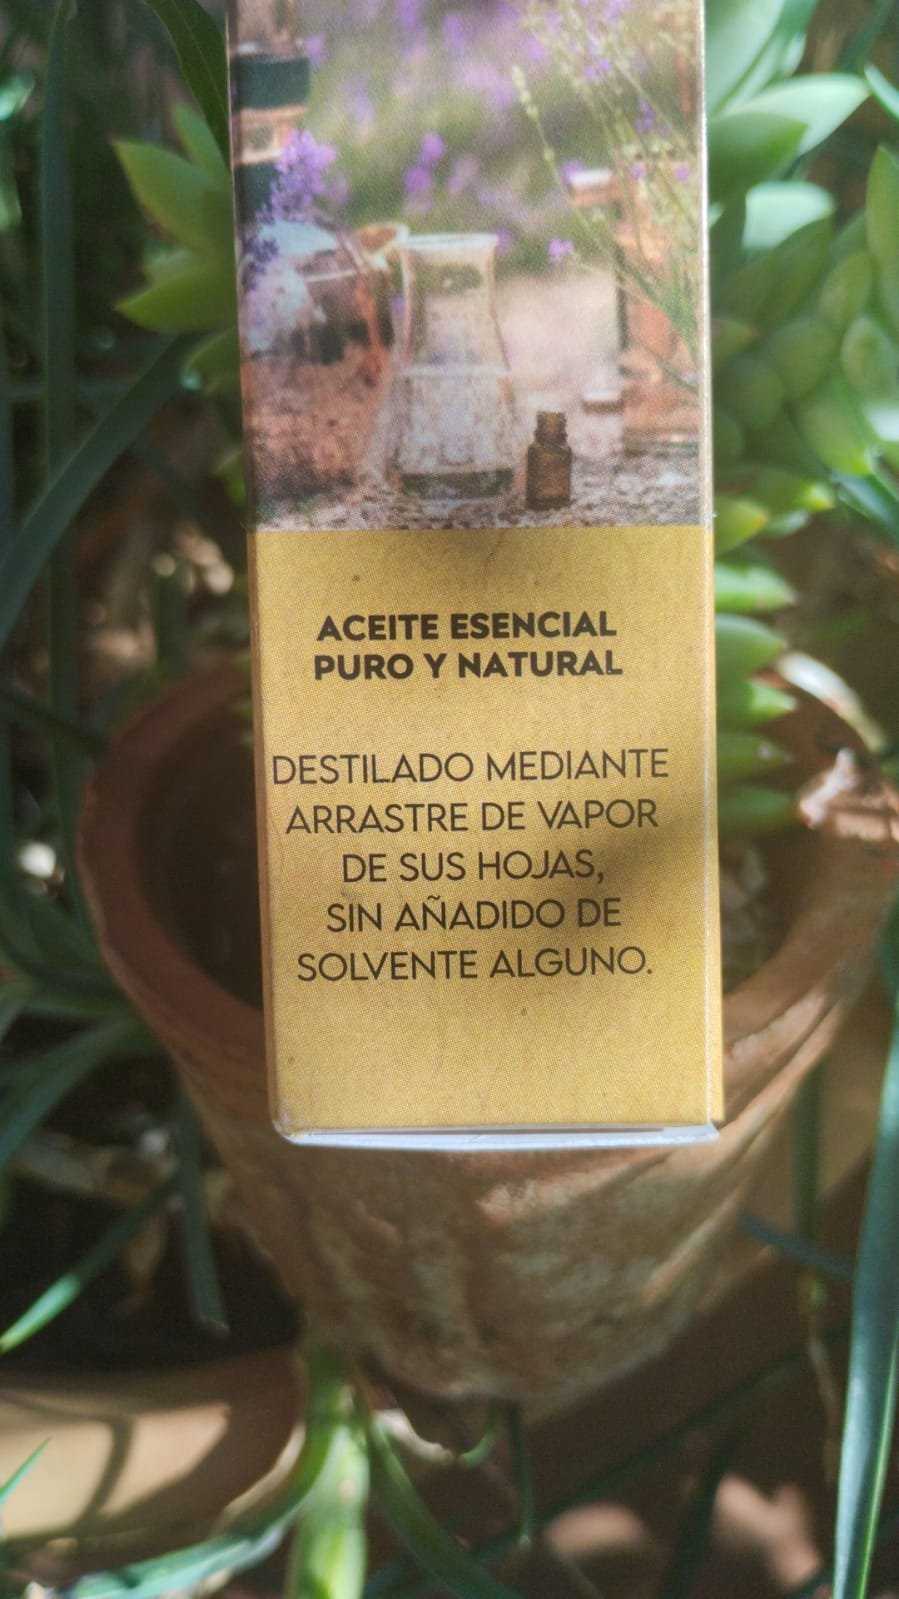 ACEITE ESENCIAL
PURO Y NATURAL
DESTILADO MEDIANTE
ARRASTRE DE VAPOR
DE SUS HOJAS,
SIN AÑADIDO DE
SOLVENTE ALGUNO.